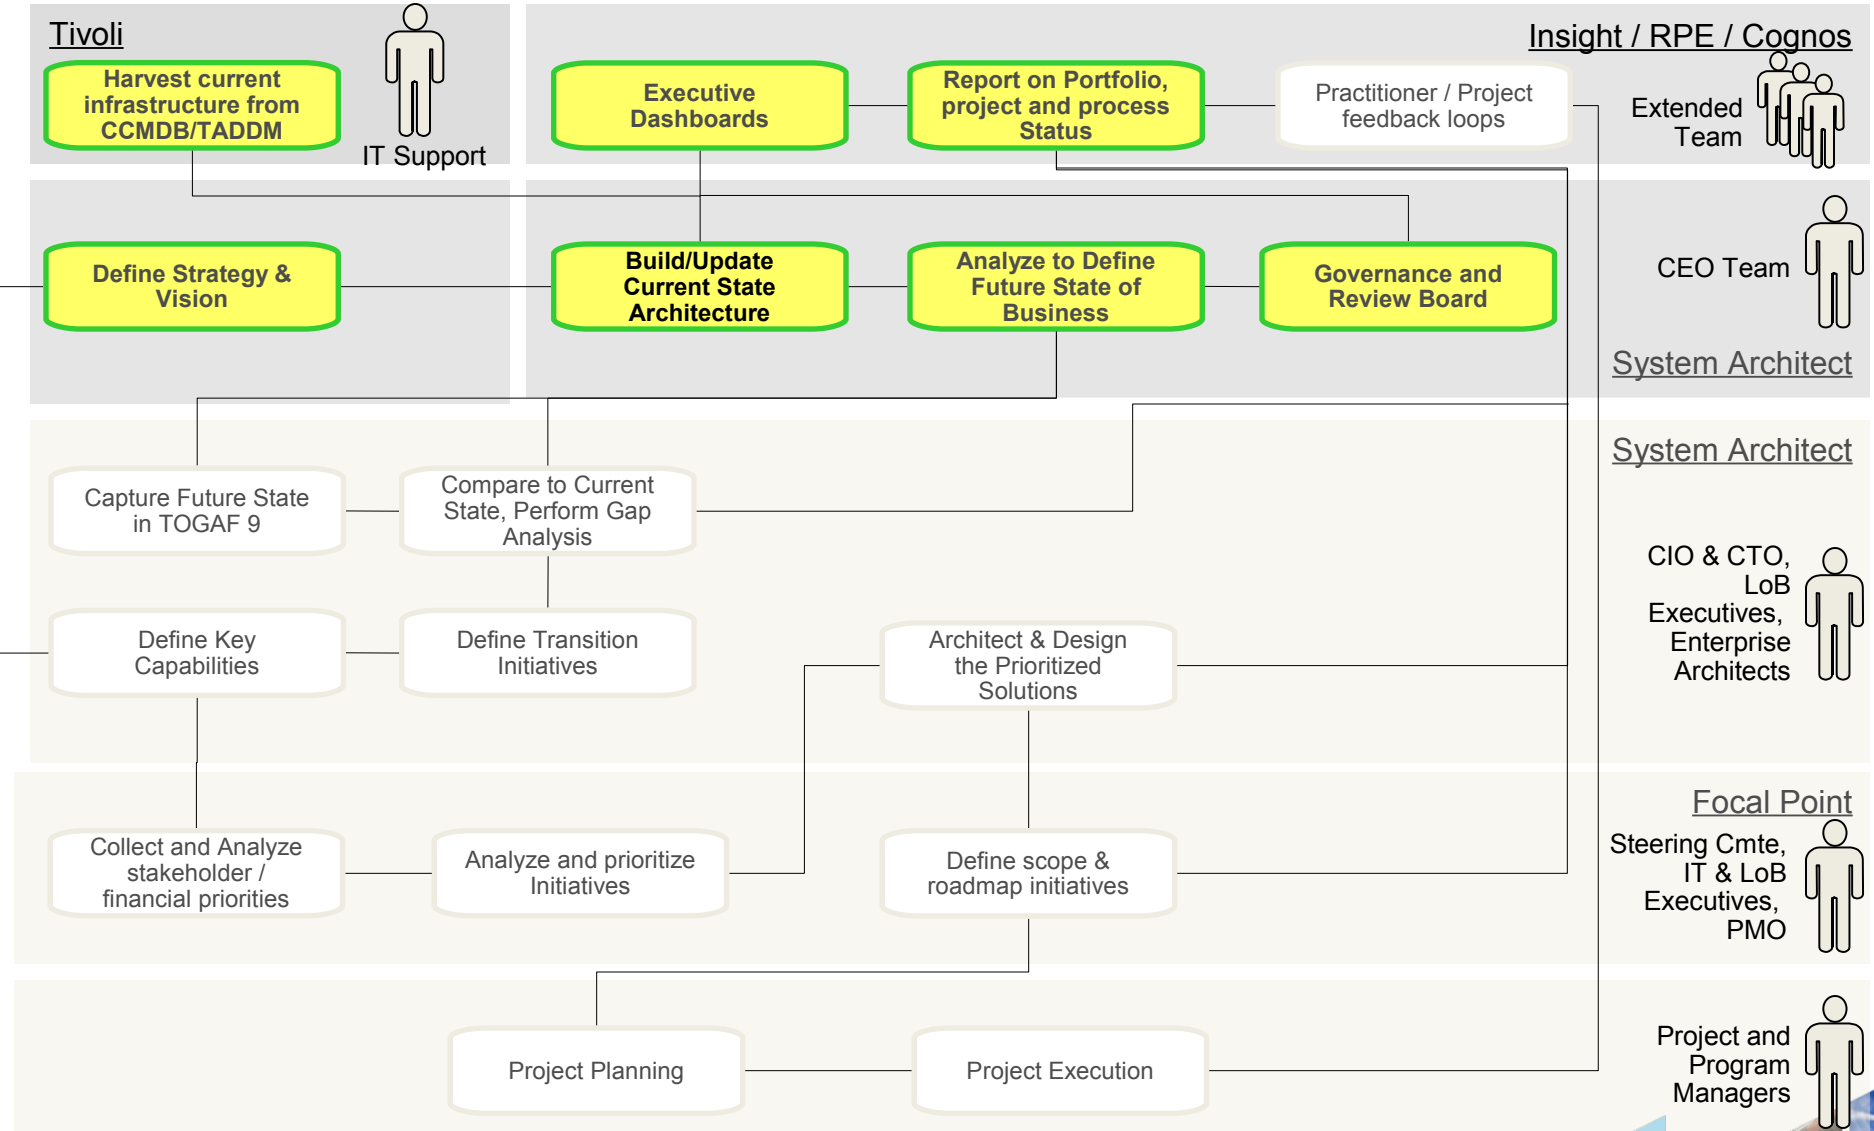 Tivoli
Harvest current
infrastructure from
CCMDB/TADDM
IT Support
Insight / RPE / Cognos
Executive
Dashboards
Report on Portfolio,
project and process
Status
Practitioner / Project
feedback loops
Extended
Team
Define Strategy &
Vision
Build/Update
Current State
Architecture
Analyze to Define
Future State of
Business
Governance and
Review Board
CEO Team
System Architect
System Architect
Capture Future State
in TOGAF 9
Compare to Current
State, Perform Gap
Analysis
CIO & CTO,
LoB
Executives,
Enterprise
Architects
Define Key
Capabilities
Define Transition
Initiatives
Architect & Design
the Prioritized
Solutions
Focal Point
Collect and Analyze
stakeholder /
financial priorities
Analyze and prioritize
Initiatives
Define scope &
roadmap initiatives
Steering Cmte,
IT & LoB
Executives,
PMO
Project Planning
Project Execution
Project and
Program
Managers